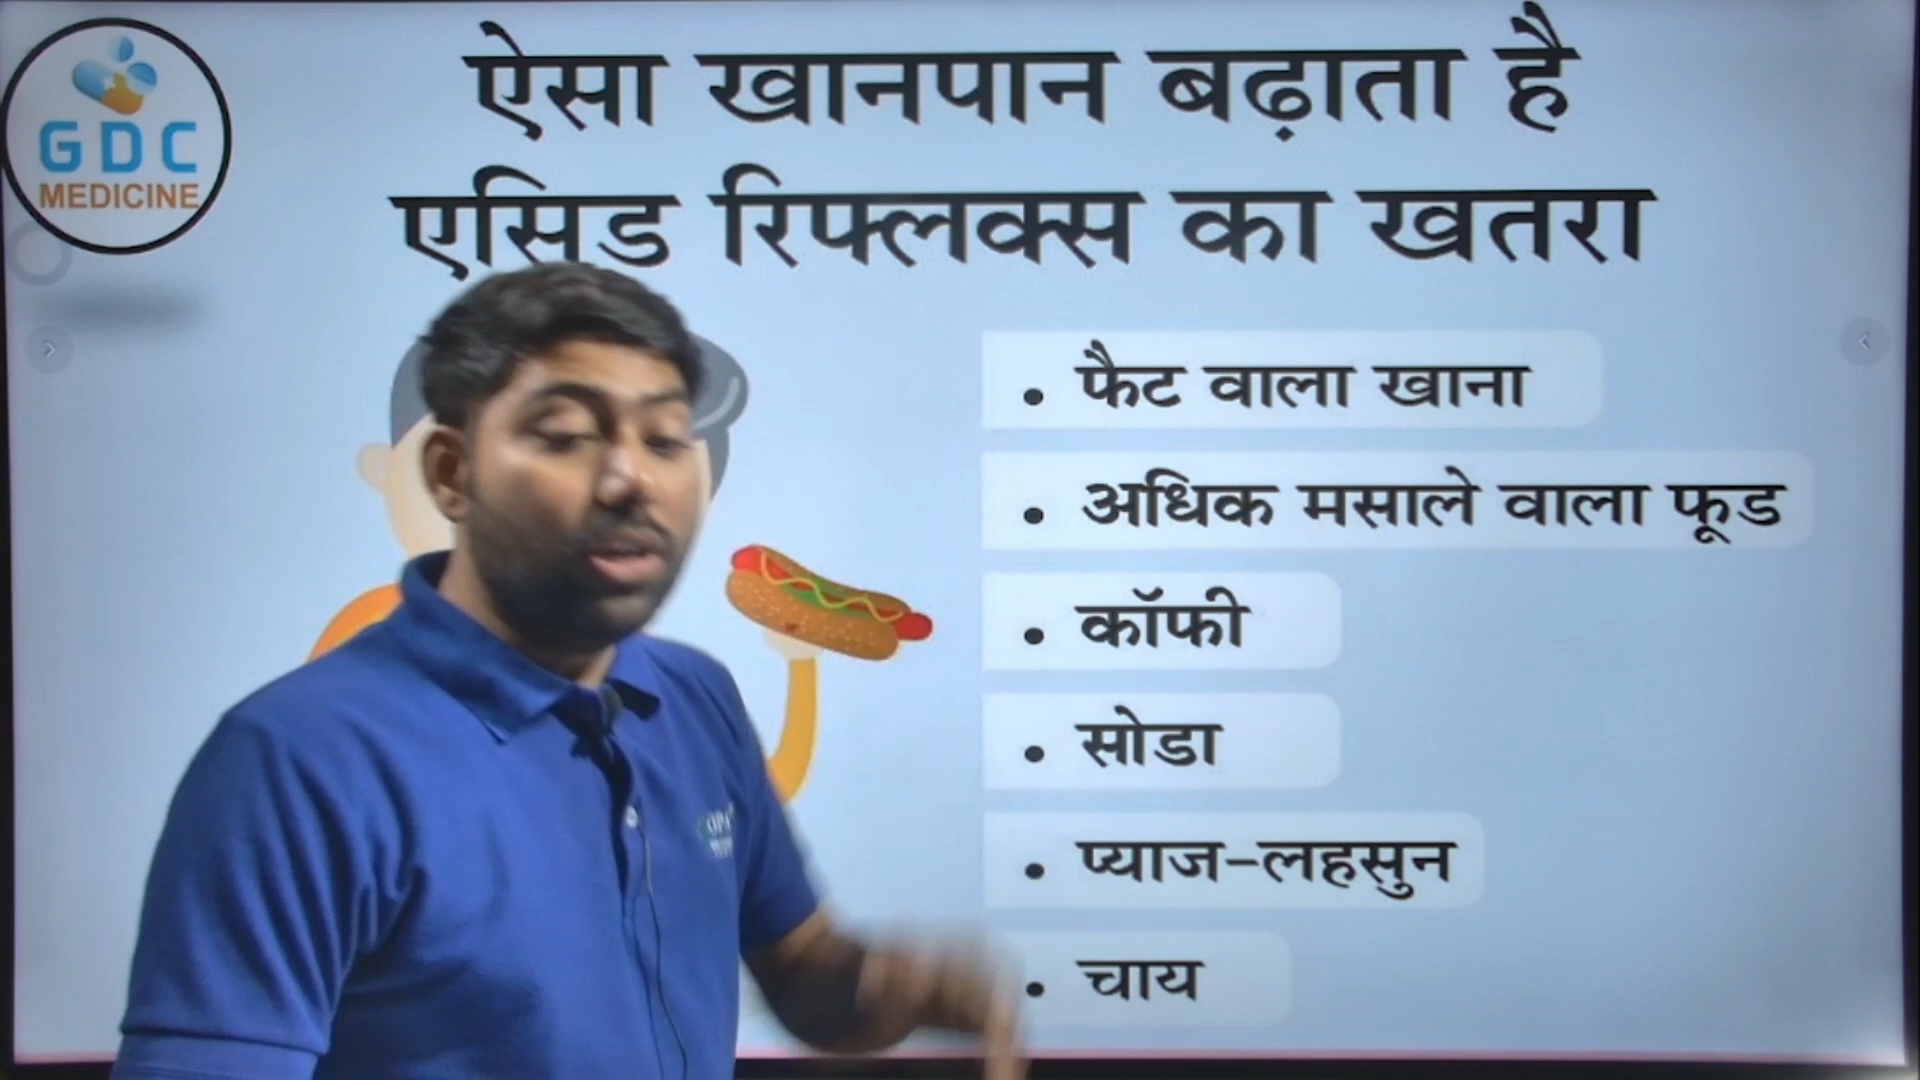 GDC
MEDICINE
ऐसा खानपान बढ़ाता है
एसिड रिफ्लक्स का खतरा
• फैट वाला खाना
• अधिक मसाले वाला फूड
• कॉफी
• सोडा
• प्याज-लहसुन
• चाय